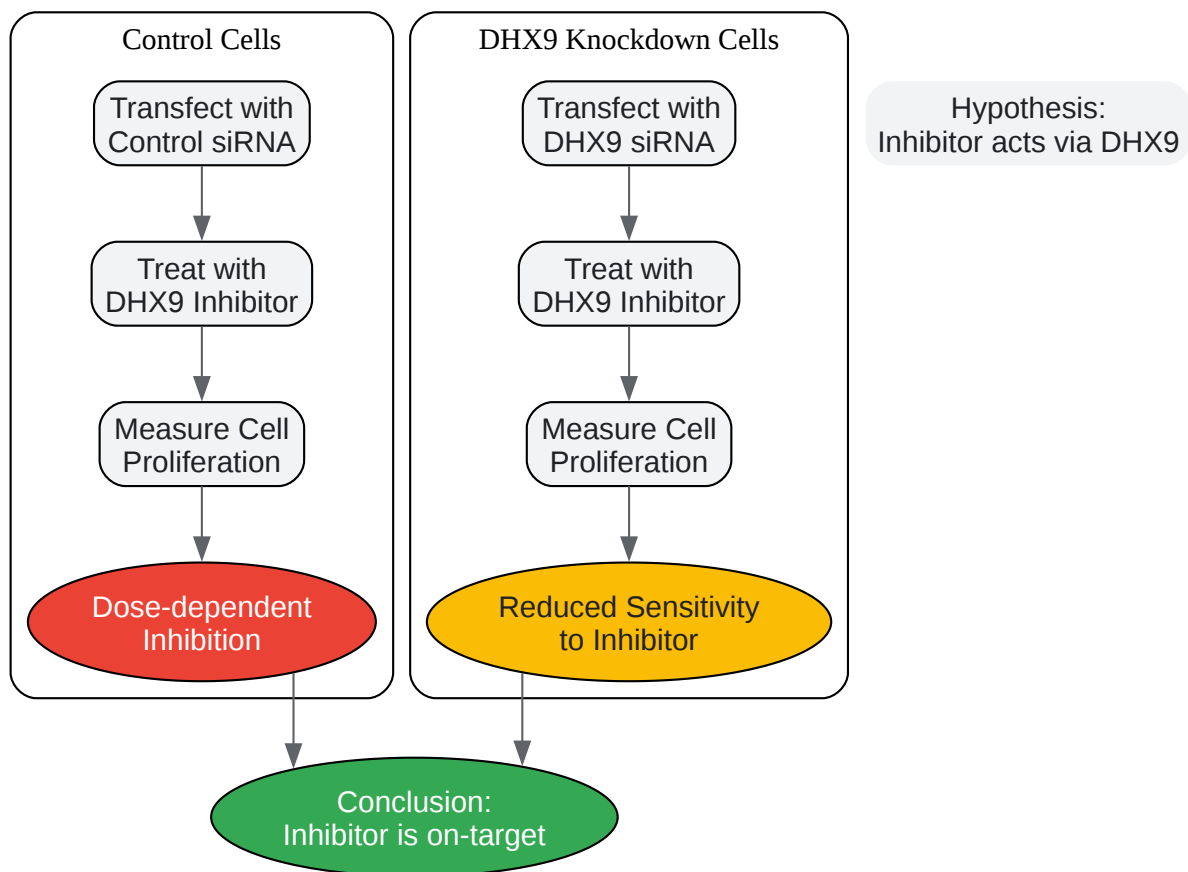 Control Cells
Transfect with
Control siRNA
Treat with
DHX9 Inhibitor
Measure Cell
Proliferation
Dose-dependent
Inhibition
DHX9 Knockdown Cells
Transfect with
DHX9 siRNA
Treat with
DHX9 Inhibitor
Measure Cell
Proliferation
Reduced Sensitivity
to Inhibitor
Hypothesis:
Inhibitor acts via DHX9
Conclusion:
Inhibitor is on-target